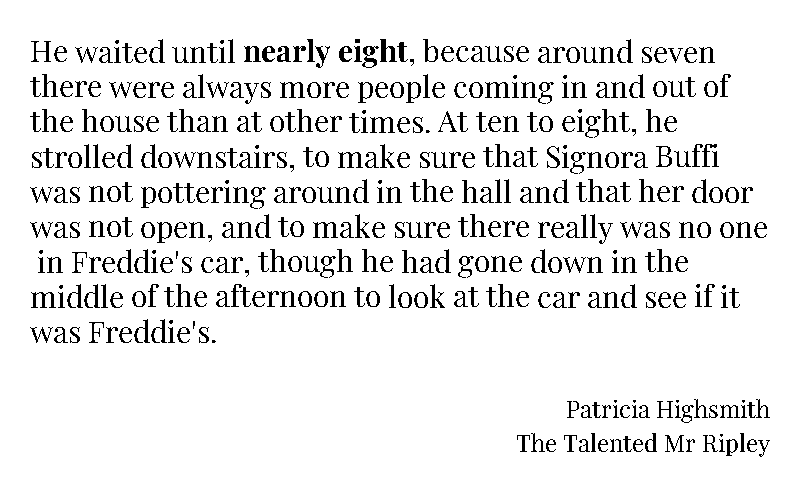 He waited until nearly eight, because around seven
there were always more people coming in and out of
the house than at other times. At ten to eight, he
strolled downstairs, to make sure that Signora Buffi
was not pottering around in the hall and that her door
was not open, and to make sure there really was no one
in Freddie's car, though he had gone down in the
middle of the afternoon to look at the car and see if it
was Freddie's.
Patricia Highsmith
The Talented Mr Ripley